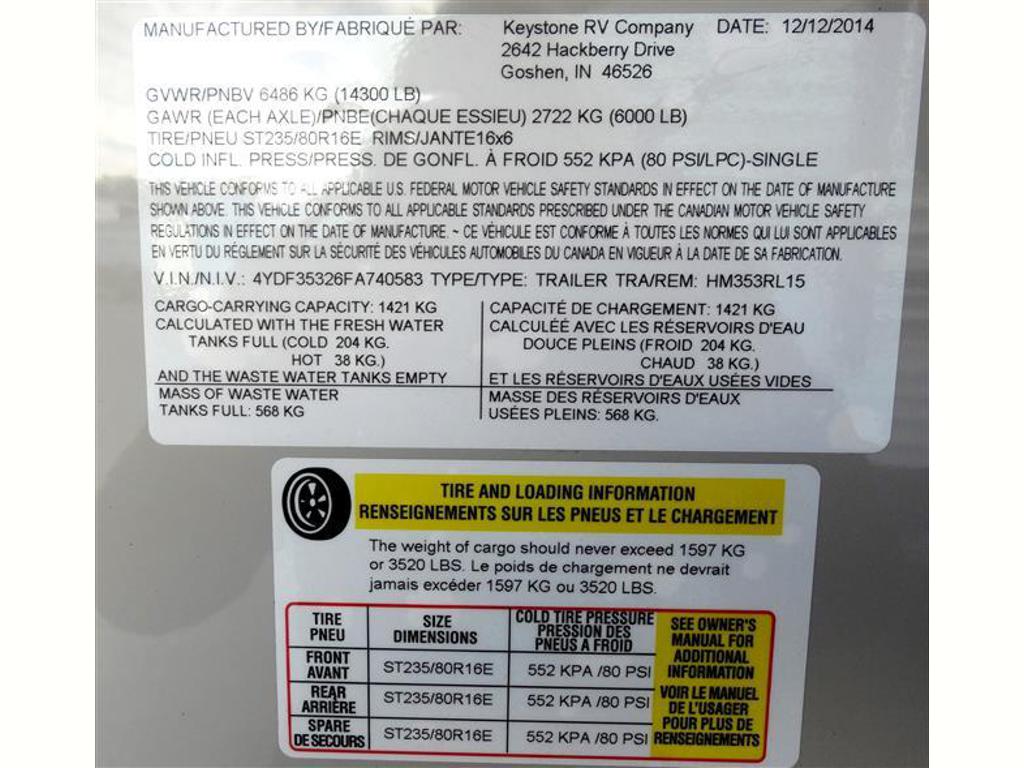 MANUFACTURED BY/FABRIQUÉ PAR: Keystone RV Company DATE: 12/12/2014
2642 Hackberry Drive
Goshen, IN 46526
GVWR/PNBV 6486 KG (14300 LB)
GAWR (EACH AXLE)/PNBE(CHAQUE ESSIEU) 2722 KG (6000 LB)
TIRE/PNEU ST235/80R16E RIMS/JANTE16x6
COLD INFL. PRESS/PRESS. DE GONFL. À FROID 552 KPA (80 PSI/LPC)-SINGLE
THIS VEHICLE CONFORMS TO ALL APPLICABLE U.S. FEDERAL MOTOR VEHICLE SAFETY STANDARDS IN EFFECT ON THE DATE OF MANUFACTURE
SHOWN ABOVE. THIS VEHICLE CONFORMS TO ALL APPLICABLE STANDARDS PRESCRIBED UNDER THE CANADIAN MOTOR VEHICLE SAFETY
REGULATIONS IN EFFECT ON THE DATE OF MANUFACTURE. ~ CE VÉHICULE EST CONFORME À TOUTES LES NORMES QUI LUI SONT APPLICABLES
EN VERTU DU RÉGLEMENT SUR LA SÉCURITÉ DES VÉHICULES AUTOMOBILES DU CANADA EN VIGUEUR À LA DATE DE SA FABRICATION.
V.I.N./N.I.V.: 4YDF35326FA740583 TYPE/TYPE: TRAILER TRA/REM: HM353RL15
CARGO-CARRYING CAPACITY: 1421 KG
CALCULATED WITH THE FRESH WATER
TANKS FULL (COLD 204 KG.
HOT 38 KG.)
AND THE WASTE WATER TANKS EMPTY
MASS OF WASTE WATER
TANKS FULL: 568 KG
CAPACITÉ DE CHARGEMENT: 1421 KG
CALCULÉE AVEC LES RÉSERVOIRS D'EAU
DOUCE PLEINS (FROID 204 KG.
CHAUD 38 KG.)
ET LES RÉSERVOIRS D'EAUX USÉES VIDES
MASSE DES RÉSERVOIRS D'EAUX
USÉES PLEINS: 568 KG.
TIRE AND LOADING INFORMATION
RENSEIGNEMENTS SUR LES PNEUS ET LE CHARGEMENT
The weight of cargo should never exceed 1597 KG
or 3520 LBS. Le poids de chargement ne devrait
jamais excéder 1597 KG ou 3520 LBS.
TIRE
PNEU
SIZE
DIMENSIONS
COLD TIRE PRESSURE
PRESSION DES
PNEUS A FROID
FRONT
AVANT
ST235/80R16E
552 KPA /80 PSI
REAR
ARRIÈRE
ST235/80R16E
552 KPA /80 PSI
SPARE
DE SECOURS
ST235/80R16E
552 KPA /80 PSI
SEE OWNER'S
MANUAL FOR
ADDITIONAL
INFORMATION
VOIR LE MANUEL
DE L'USAGER
POUR PLUS DE
RENSEIGNEMENTS